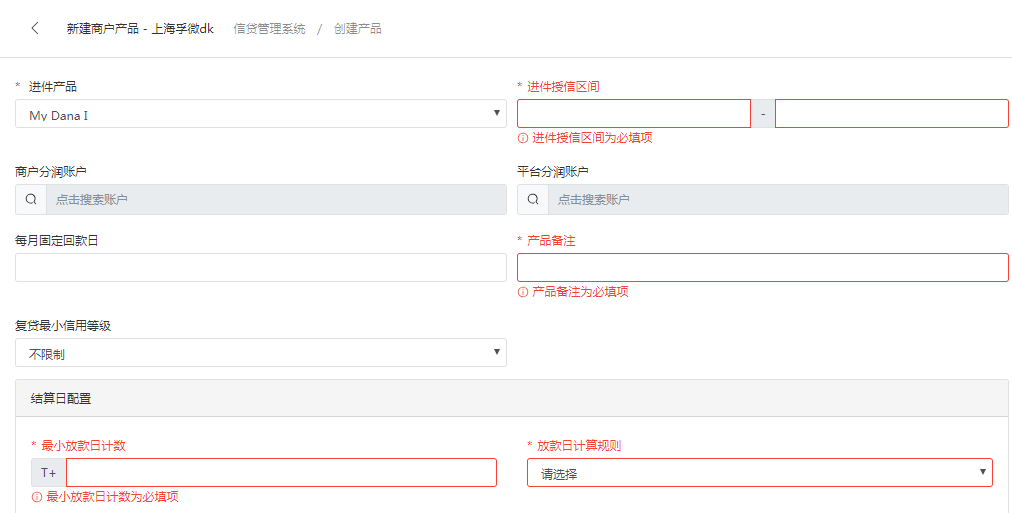 新建商户产品 - 上海孚微dk 信贷管理系统 / 创建产品
* 进件产品
* 进件授信区间
My Dana I
-
进件授信区间为必填项
商户分润账户
平台分润账户
点击搜索账户
点击搜索账户
每月固定回款日
* 产品备注
产品备注为必填项
复贷最小信用等级
不限制
结算日配置
* 最小放款日计数
* 放款日计算规则
T+
请选择
最小放款日计数为必填项